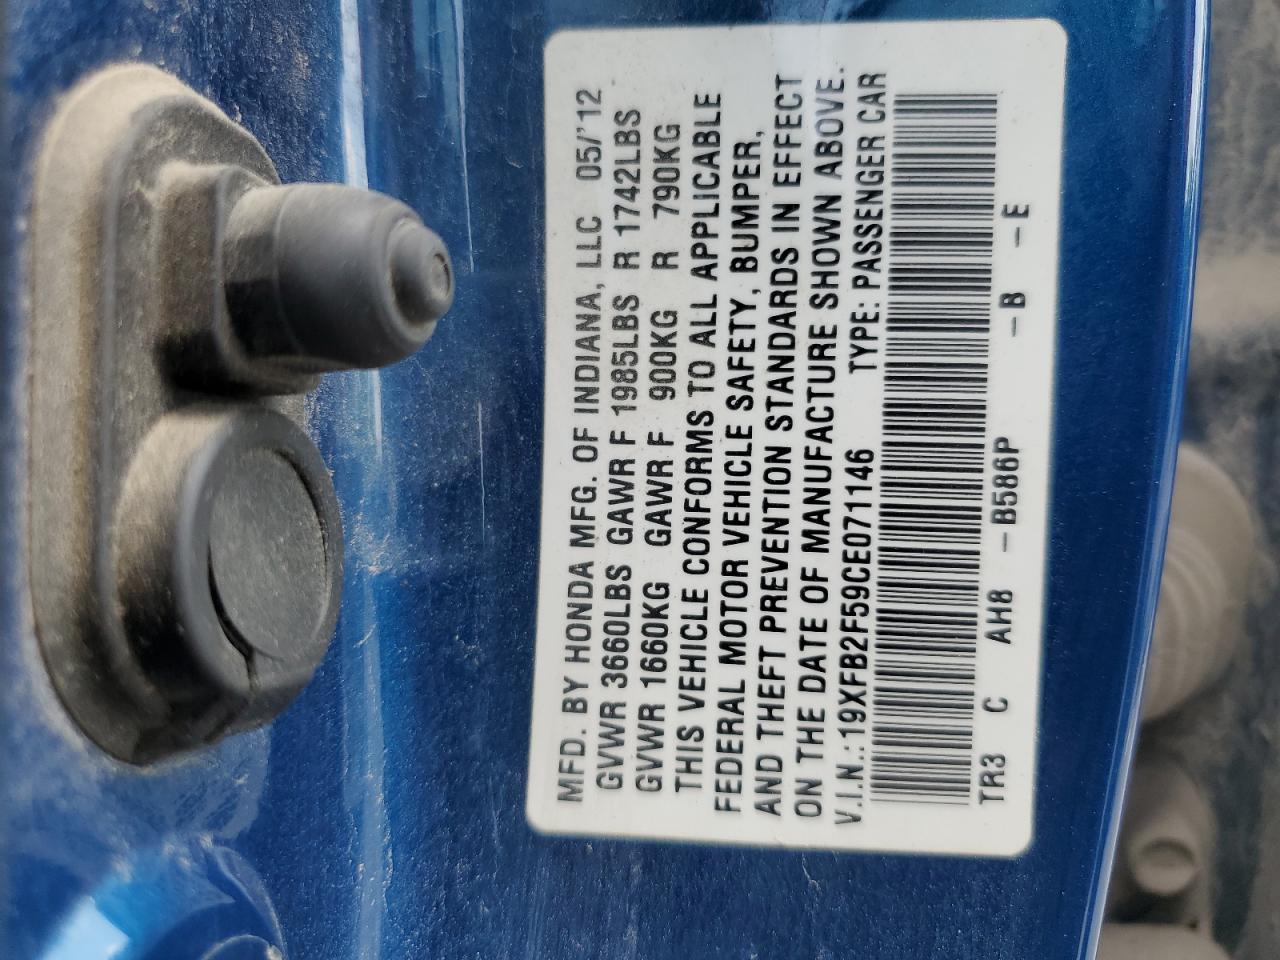 MFD. BY HONDA MFG. OF INDIANA, LLC 05/'12
GVWR 3660LBS GAWR F 1985LBS R 1742LBS
GVWR 1660KG GAWR F 900KG R 790KG
THIS VEHICLE CONFORMS TO ALL APPLICABLE
FEDERAL MOTOR VEHICLE SAFETY, BUMPER,
AND THEFT PREVENTION STANDARDS IN EFFECT
ON THE DATE OF MANUFACTURE SHOWN ABOVE.
V.I.N.: 19XFB2F59CE071146 TYPE: PASSENGER CAR
TR3 C AH8 -B586P -B -E